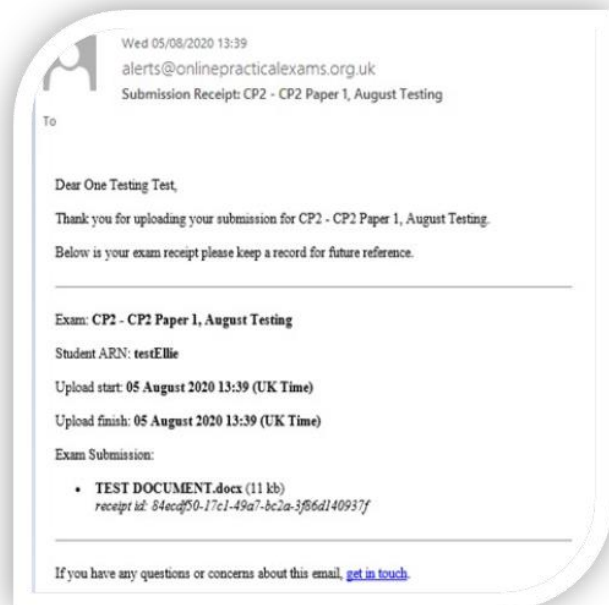 Wed 05/08/2020 13:39
alerts@onlinepracticalexams.org.uk
Submission Receipt: CP2 - CP2 Paper 1, August Testing
To
Dear One Testing Test,
Thank you for uploading your submission for CP2 - CP2 Paper 1, August Testing.
Below is your exam receipt please keep a record for future reference.
Exam: CP2 - CP2 Paper 1, August Testing
Student ARN: testEllie
Upload start: 05 August 2020 13:39 (UK Time)
Upload finish: 05 August 2020 13:39 (UK Time)
Exam Submission:
• TEST DOCUMENT.docx (11 kb)
receipt id: 84ecdf50-17c1-49a7-bc2a-3f86d140937f
If you have any questions or concerns about this email, get in touch.